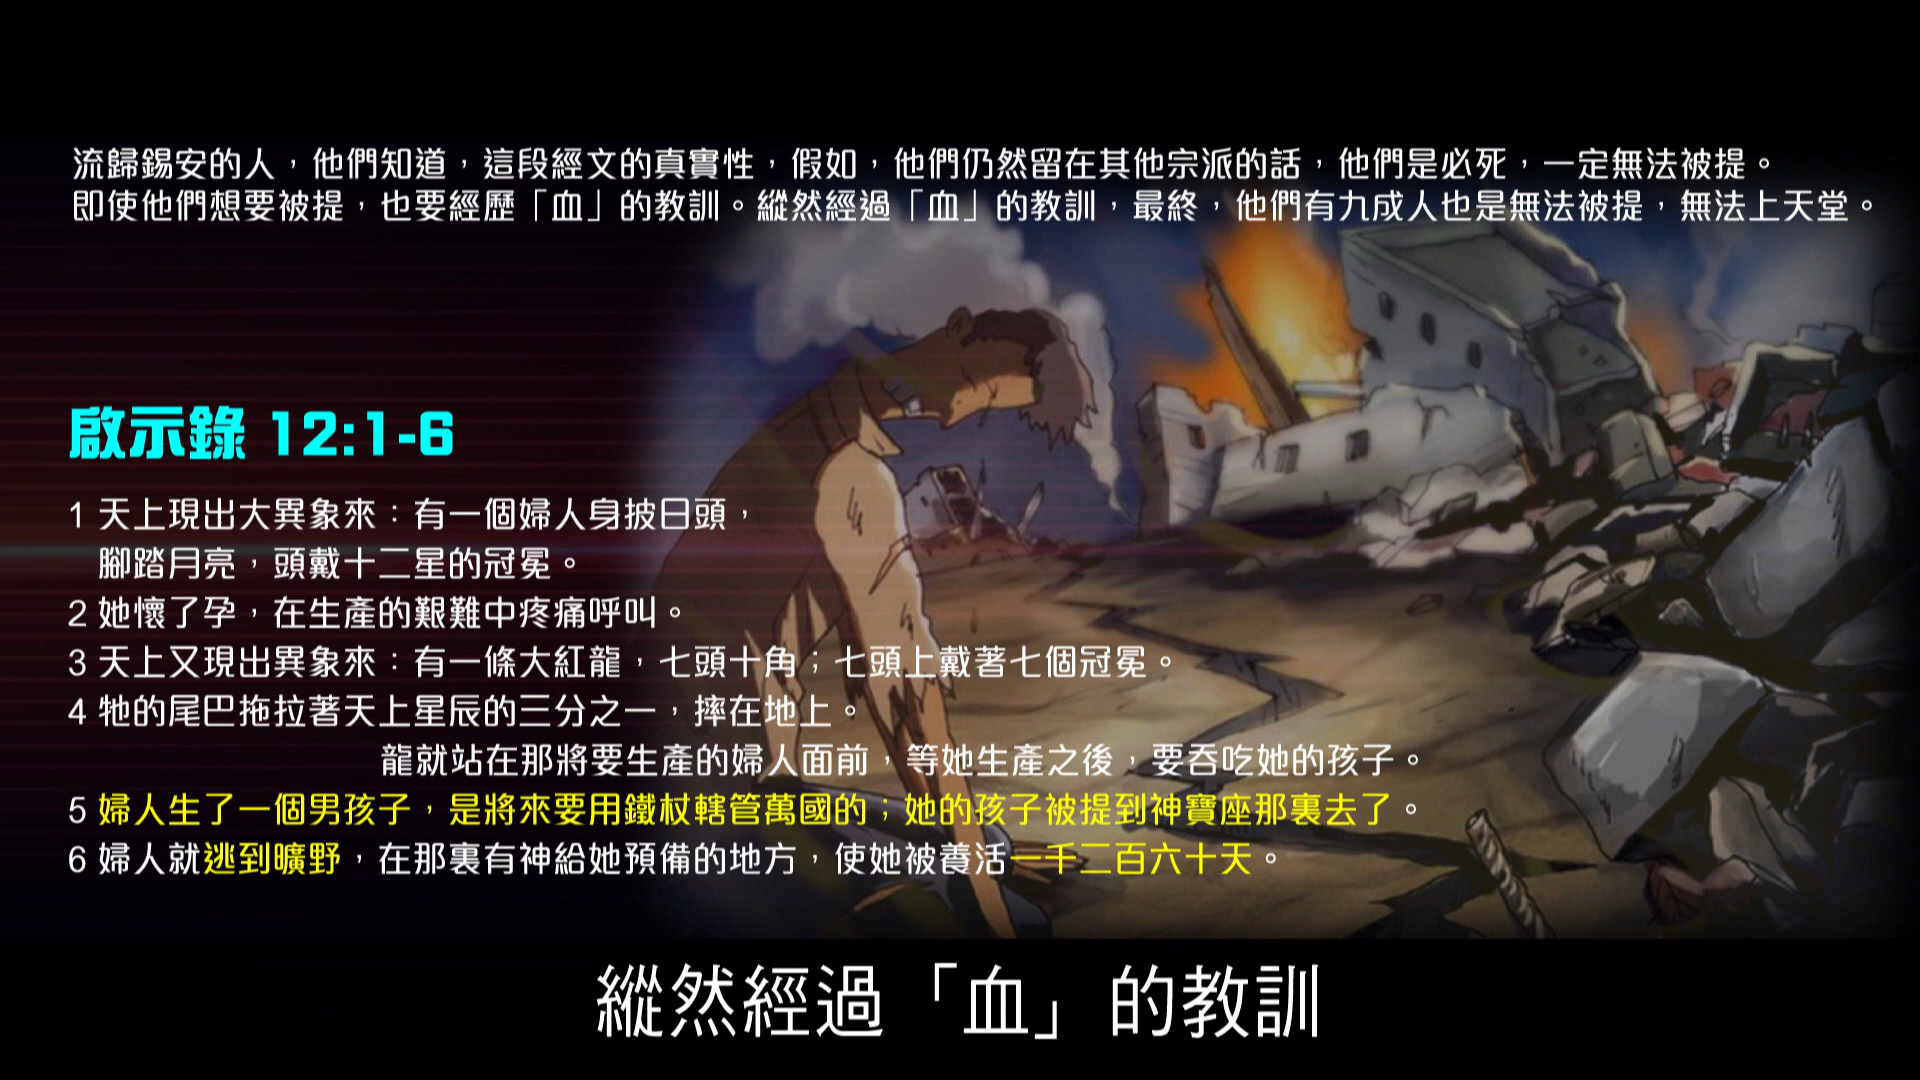 流歸錫安的人，他們知道，這段經文的真實性，假如，他們仍然留在其他宗派的話，他們是必死，一定無法被提。
即使他們想要被提，也要經歷「血」的教訓。縱然經過「血」的教訓，最終，他們有九成人也是無法被提，無法上天堂。
啟示錄 12:1-6
1 天上現出大異象來：有一個婦人身披日頭，
腳踏月亮，頭戴十二星的冠冕。
2 她懷了孕，在生產的艱難中疼痛呼叫。
3 天上又現出異象來：有一條大紅龍，七頭十角；七頭上戴著七個冠冕。
4 牠的尾巴拖拉著天上星辰的三分之一，摔在地上。
龍就站在那將要生產的婦人面前，等她生產之後，要吞吃她的孩子。
5 婦人生了一個男孩子，是將來要用鐵杖轄管萬國的；她的孩子被提到神寶座那裏去了。
6 婦人就逃到曠野，在那裏有神給她預備的地方，使她被養活一千二百六十天。
縱然經過「血」的教訓